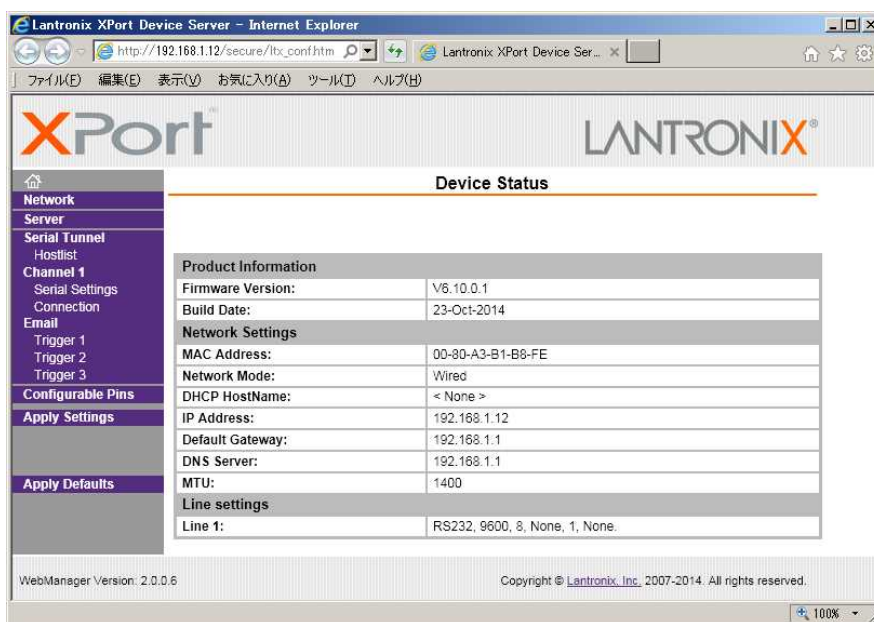 Lantronix XPort Device Server - Internet Explorer
http://192.168.1.12/secure/ltx_conf.htm
Lantronix XPort Device Ser...
ファイル(F) 編集(E) 表示(V) お気に入り(A) ツール(T) ヘルプ(H)
XPort
LANTRONIX®
Device Status
Network
Server
Serial Tunnel
Hostlist
Channel 1
Serial Settings
Connection
Email
Trigger 1
Trigger 2
Trigger 3
Configurable Pins
Apply Settings
Apply Defaults
Product Information
Firmware Version: V6.10.0.1
Build Date: 23-Oct-2014
Network Settings
MAC Address: 00-80-A3-B1-B8-FE
Network Mode: Wired
DHCP HostName: < None >
IP Address: 192.168.1.12
Default Gateway: 192.168.1.1
DNS Server: 192.168.1.1
MTU: 1400
Line settings
Line 1: RS232, 9600, 8, None, 1, None.
WebManager Version: 2.0.0.6
Copyright © Lantronix, Inc. 2007-2014. All rights reserved.
100%